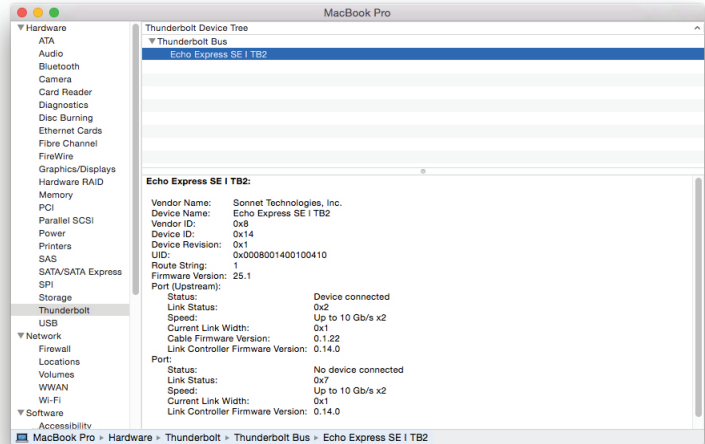 MacBook Pro
▼Hardware
ATA
Audio
Bluetooth
Camera
Card Reader
Diagnostics
Disc Burning
Ethernet Cards
Fibre Channel
FireWire
Graphics/Displays
Hardware RAID
Memory
PCI
Parallel SCSI
Power
Printers
SAS
SATA/SATA Express
SPI
Storage
Thunderbolt
USB
▼Network
Firewall
Locations
Volumes
WWAN
Wi-Fi
▼Software
Accessibility
Thunderbolt Device Tree
▼Thunderbolt Bus
Echo Express SE I TB2
Echo Express SE I TB2:
Vendor Name: Sonnet Technologies, Inc.
Device Name: Echo Express SE I TB2
Vendor ID: 0x8
Device ID: 0x14
Device Revision: 0x1
UID: 0x0008001400100410
Route String: 1
Firmware Version: 25.1
Port (Upstream):
Status: Device connected
Link Status: 0x2
Speed: Up to 10 Gb/s x2
Current Link Width: 0x1
Cable Firmware Version: 0.1.22
Link Controller Firmware Version: 0.14.0
Port:
Status: No device connected
Link Status: 0x7
Speed: Up to 10 Gb/s x2
Current Link Width: 0x1
Link Controller Firmware Version: 0.14.0
MacBook Pro ▸ Hardware ▸ Thunderbolt ▸ Thunderbolt Bus ▸ Echo Express SE I TB2